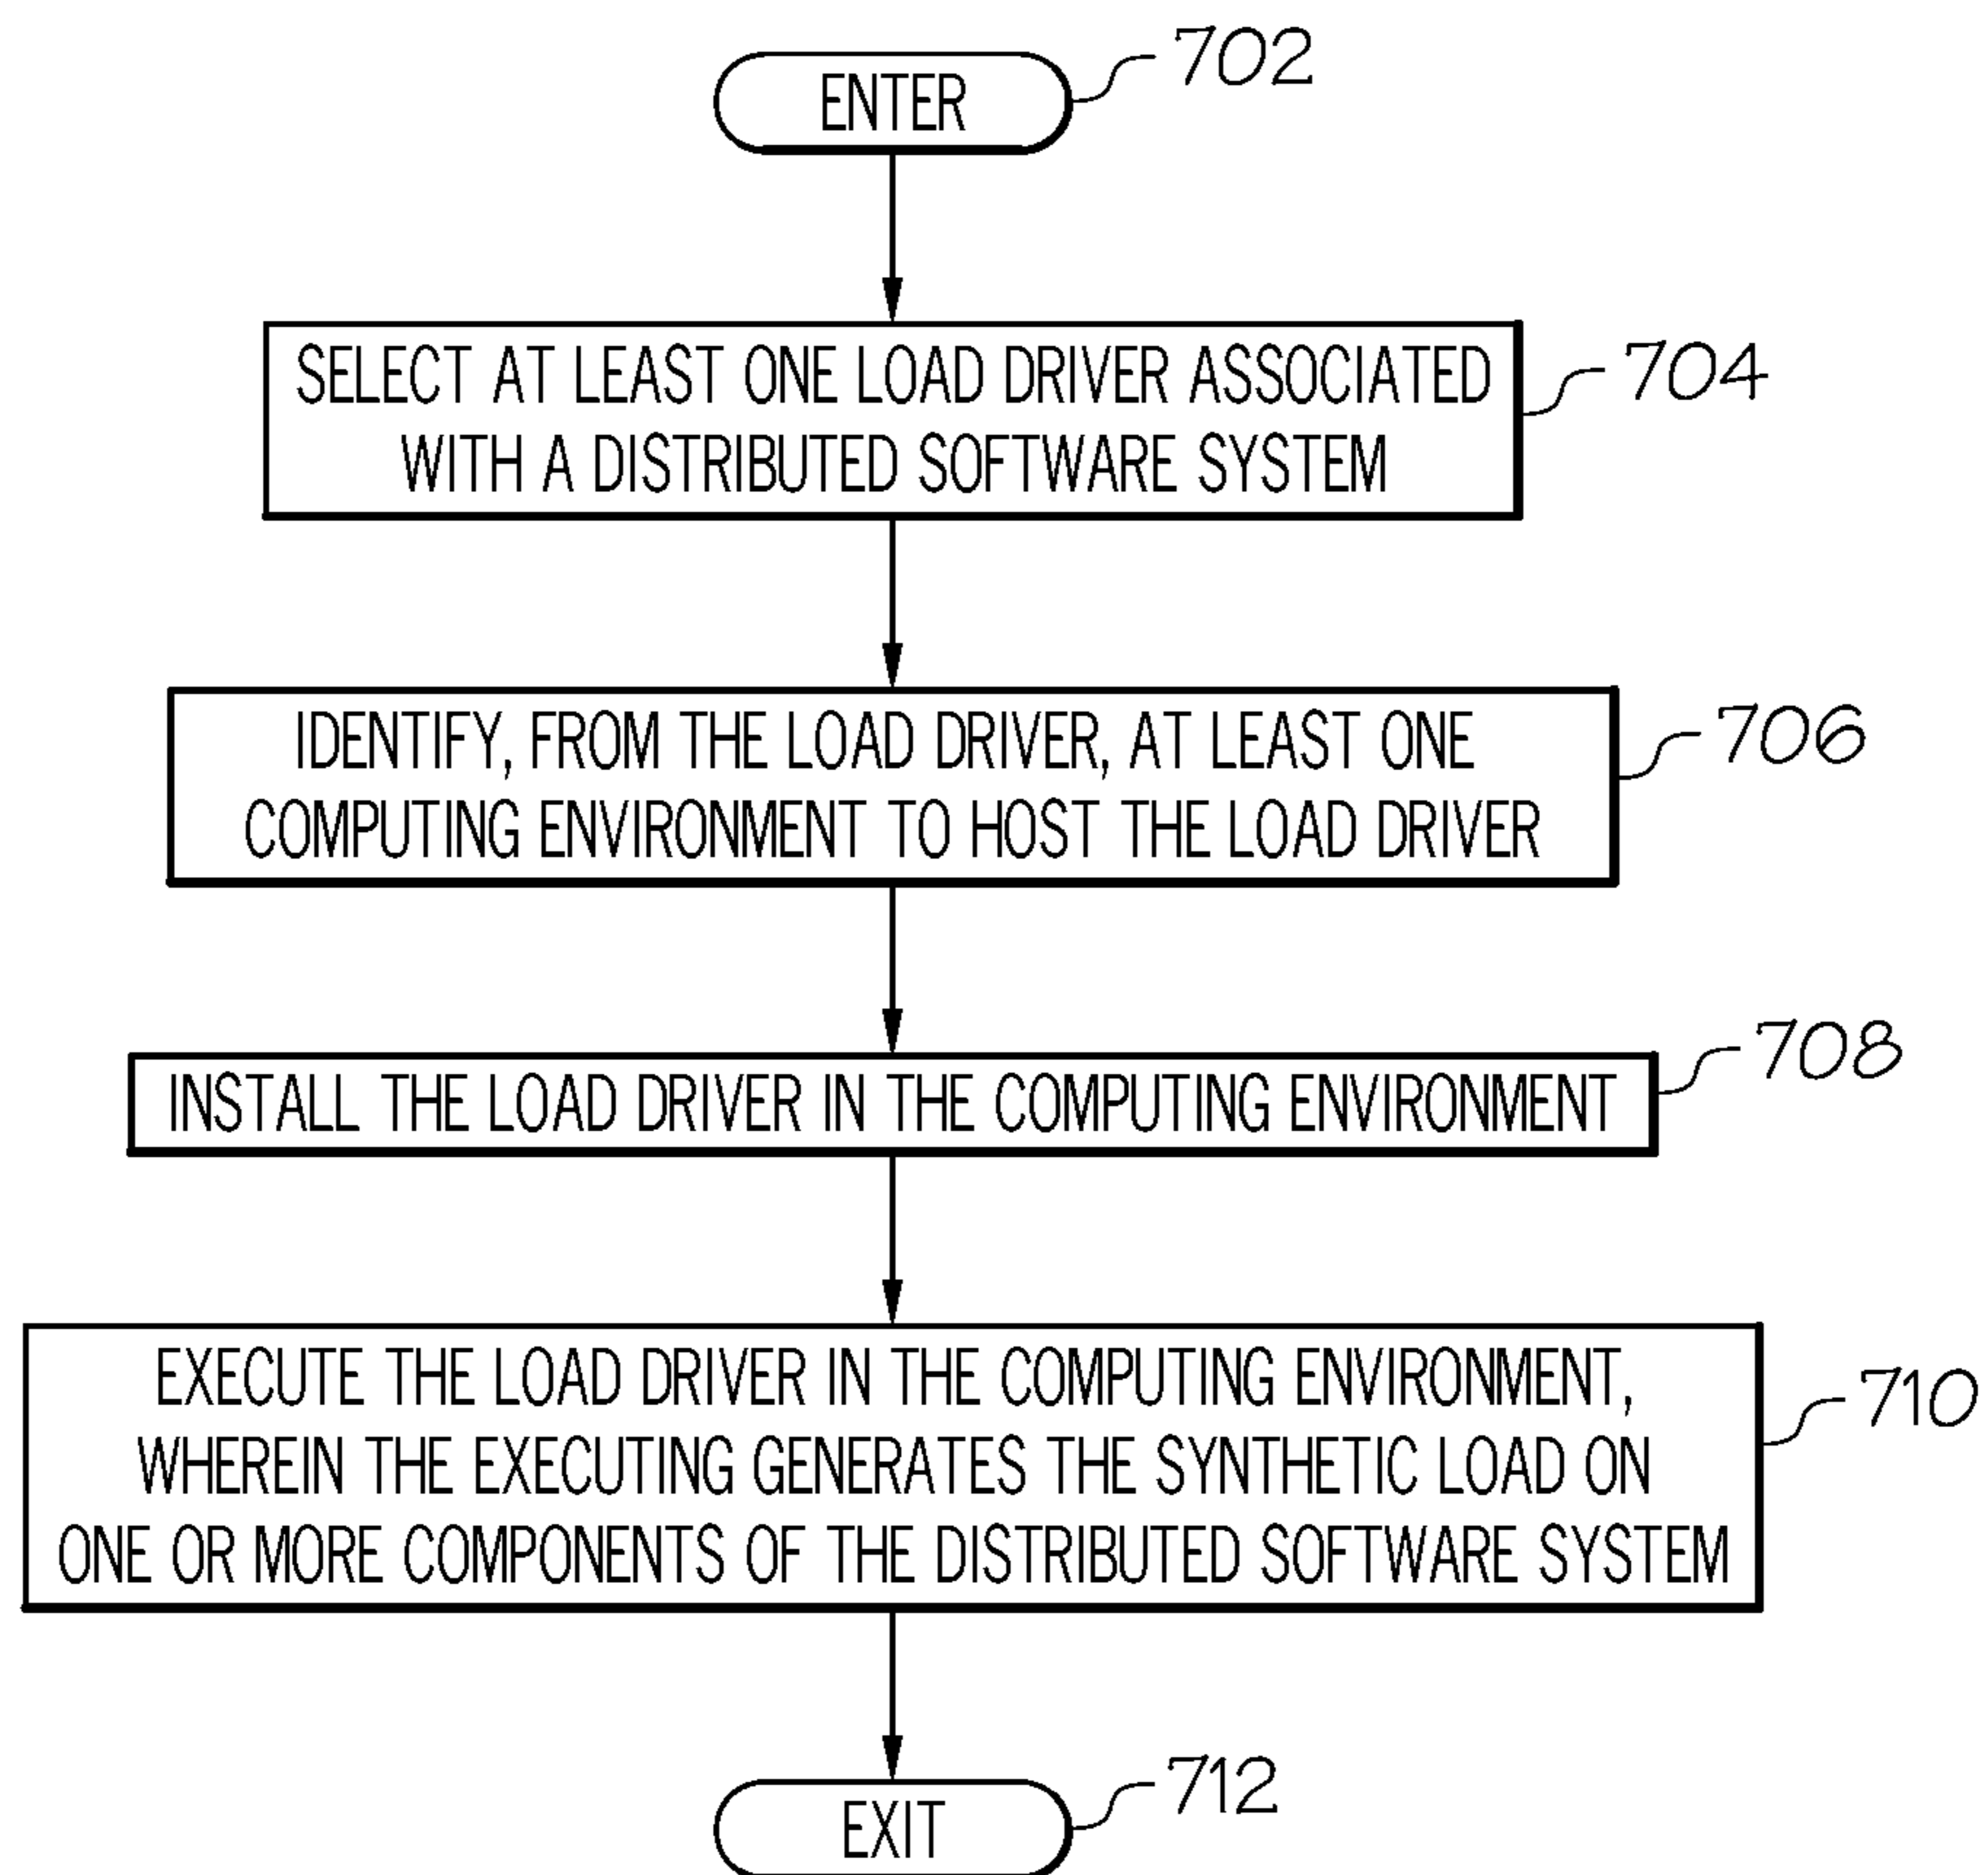 ENTER
702
SELECT AT LEAST ONE LOAD DRIVER ASSOCIATED
WITH A DISTRIBUTED SOFTWARE SYSTEM
704
IDENTIFY, FROM THE LOAD DRIVER, AT LEAST ONE
COMPUTING ENVIRONMENT TO HOST THE LOAD DRIVER
706
INSTALL THE LOAD DRIVER IN THE COMPUTING ENVIRONMENT
708
EXECUTE THE LOAD DRIVER IN THE COMPUTING ENVIRONMENT,
WHEREIN THE EXECUTING GENERATES THE SYNTHETIC LOAD ON
ONE OR MORE COMPONENTS OF THE DISTRIBUTED SOFTWARE SYSTEM
710
EXIT
712